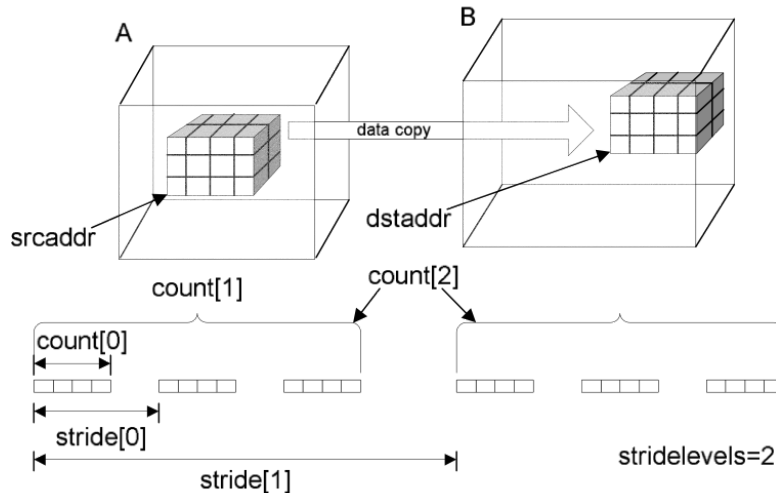 A
B
data copy
srcaddr
dstaddr
count[1]
count[2]
count[0]
stride[0]
stride[1]
stridelevels=2